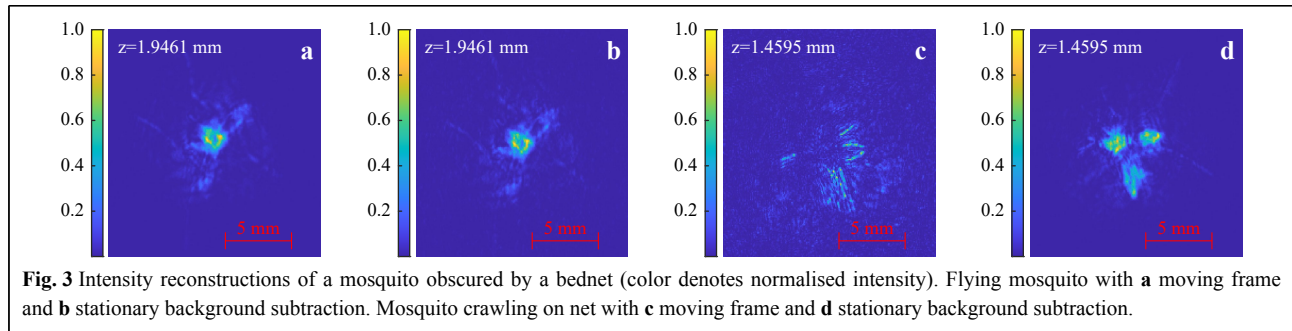 1.0
0.8
0.6
0.4
0.2
z=1.9461 mm
a
5 mm
1.0
0.8
0.6
0.4
0.2
z=1.9461 mm
b
5 mm
1.0
0.8
0.6
0.4
0.2
z=1.4595 mm
c
5 mm
1.0
0.8
0.6
0.4
0.2
z=1.4595 mm
d
5 mm
Fig. 3 Intensity reconstructions of a mosquito obscured by a bednet (color denotes normalised intensity). Flying mosquito with a moving frame
and b stationary background subtraction. Mosquito crawling on net with c moving frame and d stationary background subtraction.